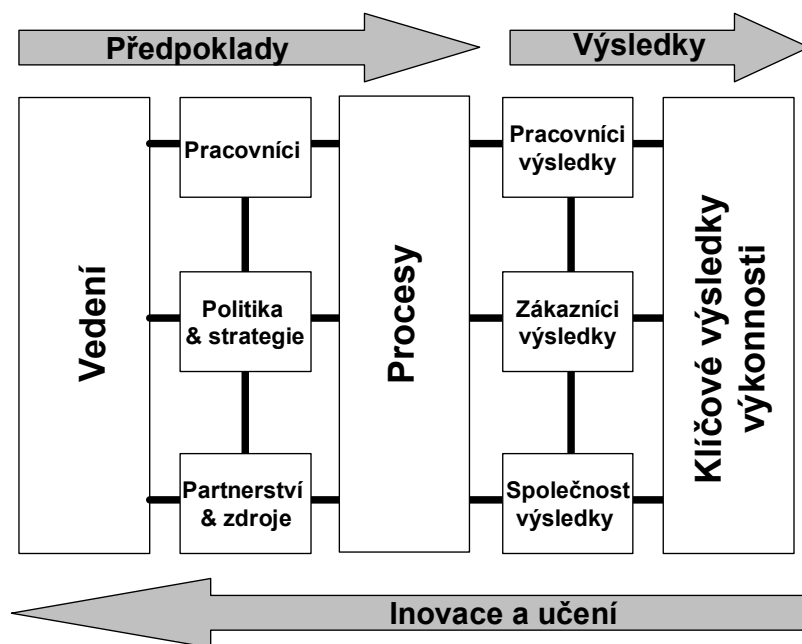 Předpoklady
Výsledky
Vedení
Pracovníci
Politika
& strategie
Partnerství
& zdroje
Procesy
Pracovníci
výsledky
Zákazníci
výsledky
Společnost
výsledky
Klíčové výsledky
výkonnosti
Inovace a učení